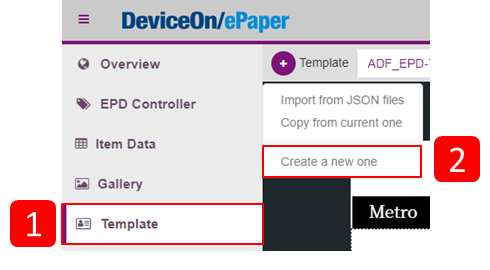 DeviceOn/ePaper
Overview
Template
ADF_EPD-
EPD Controller
Import from JSON files
Copy from current one
Item Data
Create a new one
2
Gallery
1
Template
Metro